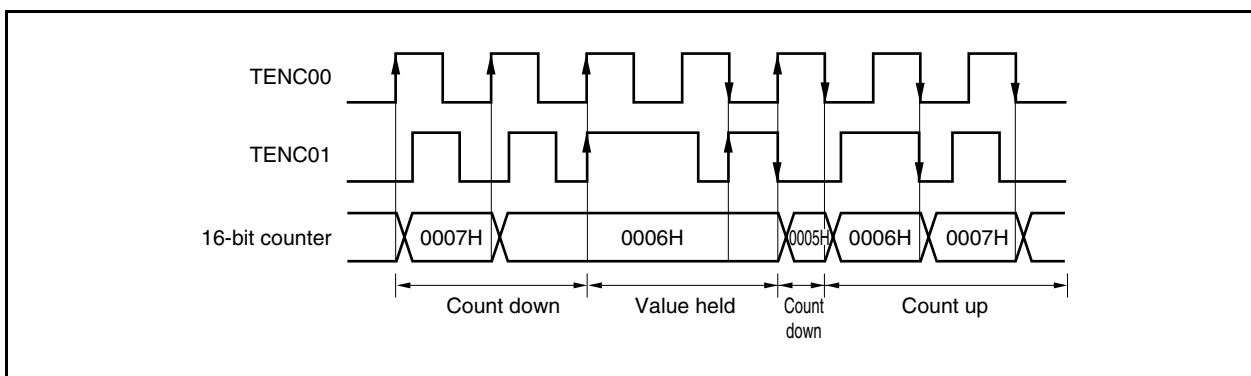 TENC00
TENC01
16-bit counter
0007H 0006H 0005H 0006H 0007H
Count down Value held Count down Count up